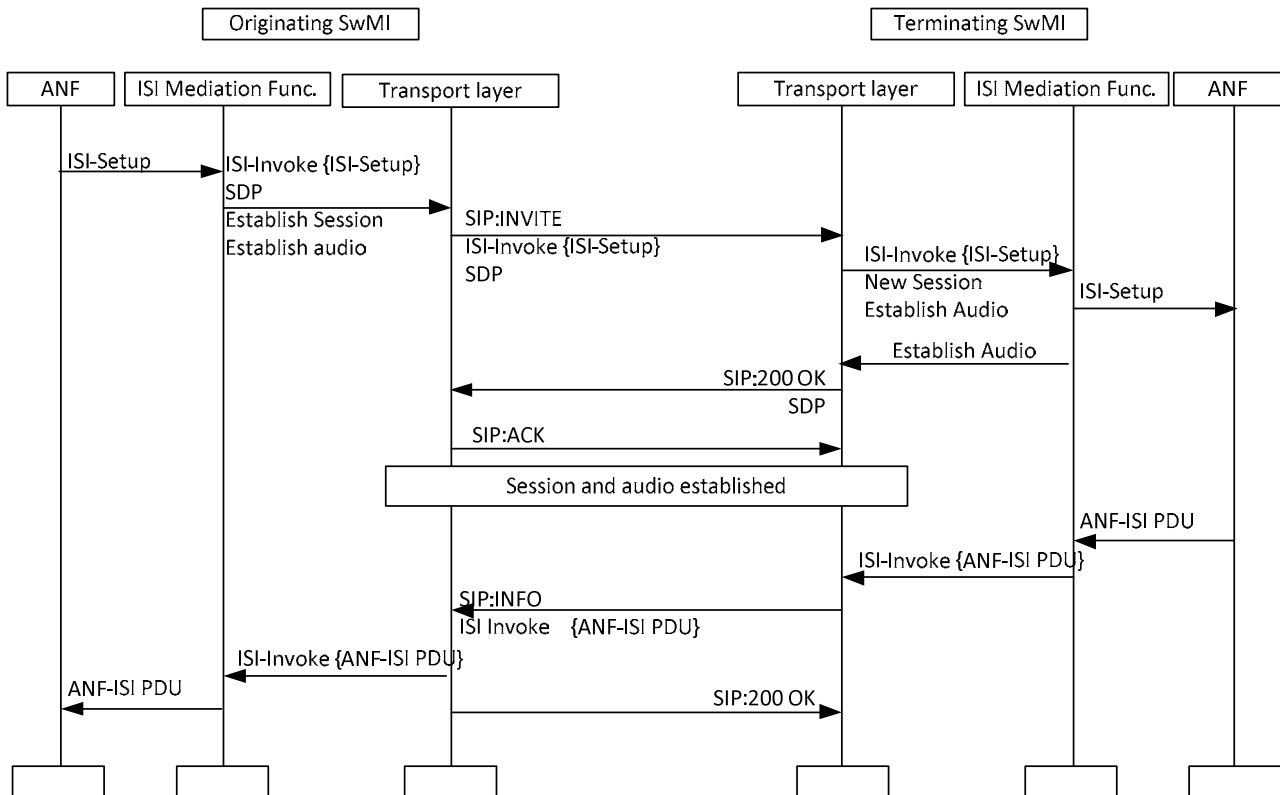 Originating SwMI
Terminating SwMI
ANF
ISI Mediation Func.
Transport layer
Transport layer
ISI Mediation Func.
ANF
ISI-Setup
ISI-Invoke {ISI-Setup}
SDP
Establish Session
Establish audio
SIP:INVITE
ISI-Invoke {ISI-Setup}
SDP
ISI-Invoke {ISI-Setup}
New Session
Establish Audio
ISI-Setup
Establish Audio
SIP:200 OK
SDP
SIP:ACK
Session and audio established
ANF-ISI PDU
ISI-Invoke {ANF-ISI PDU}
SIP:INFO
ISI Invoke {ANF-ISI PDU}
ISI-Invoke {ANF-ISI PDU}
ANF-ISI PDU
SIP:200 OK